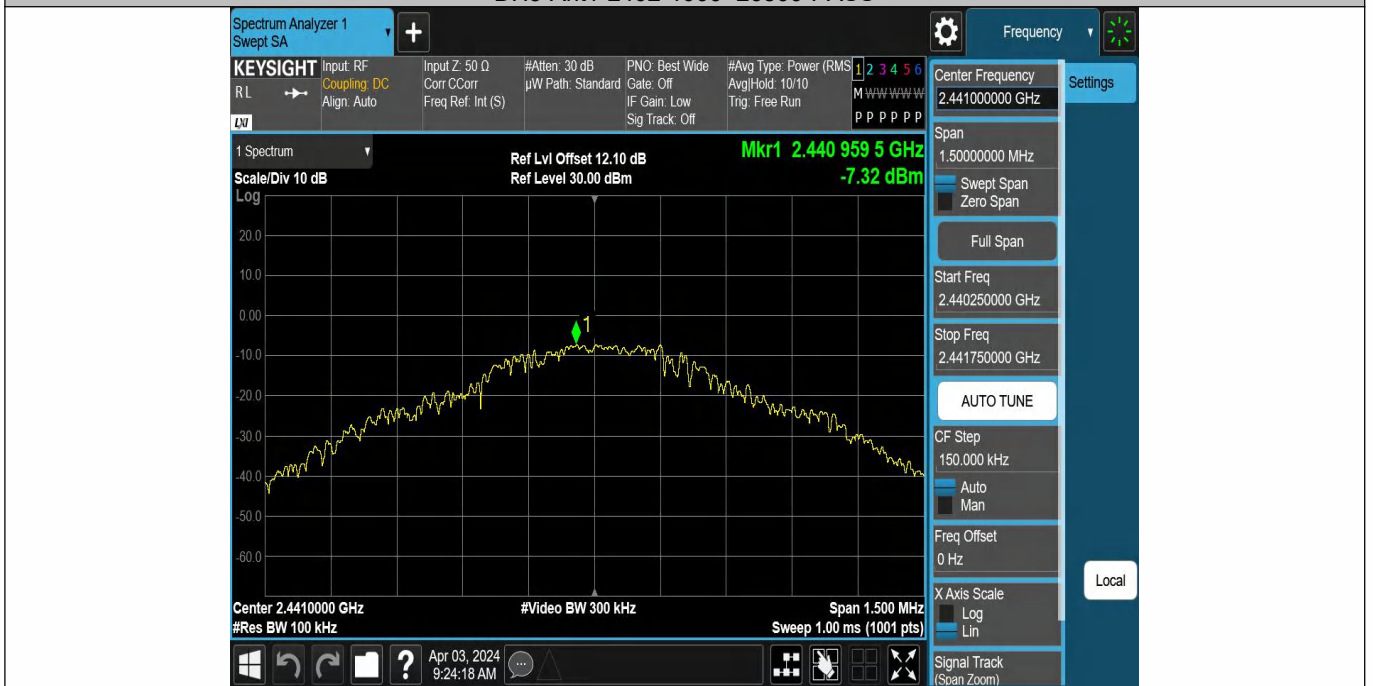 Spectrum Analyzer 1
Swept SA
Frequency
KEYSIGHT
RL
LXI
Input: RF
Coupling: DC
Align: Auto
Input Z: 50 Ω
Corr CCorr
Freq Ref: Int (S)
#Atten: 30 dB
µW Path: Standard
PNO: Best Wide
Gate: Off
IF Gain: Low
Sig Track: Off
#Avg Type: Power (RMS
Avg|Hold: 10/10
Trig: Free Run
1 2 3 4 5 6
M W W W W W
P P P P P P
1 Spectrum
Scale/Div 10 dB
Log
Ref Lvl Offset 12.10 dB
Ref Level 30.00 dBm
Mkr1 2.440 959 5 GHz
-7.32 dBm
20.0
10.0
0.00
-10.0
-20.0
-30.0
-40.0
-50.0
-60.0
1
Center 2.4410000 GHz
#Res BW 100 kHz
#Video BW 300 kHz
Span 1.500 MHz
Sweep 1.00 ms (1001 pts)
Apr 03, 2024
9:24:18 AM
Center Frequency
2.441000000 GHz
Settings
Span
1.50000000 MHz
Swept Span
Zero Span
Full Span
Start Freq
2.440250000 GHz
Stop Freq
2.441750000 GHz
AUTO TUNE
CF Step
150.000 kHz
Auto
Man
Freq Offset
0 Hz
Local
X Axis Scale
Log
Lin
Signal Track
(Span Zoom)